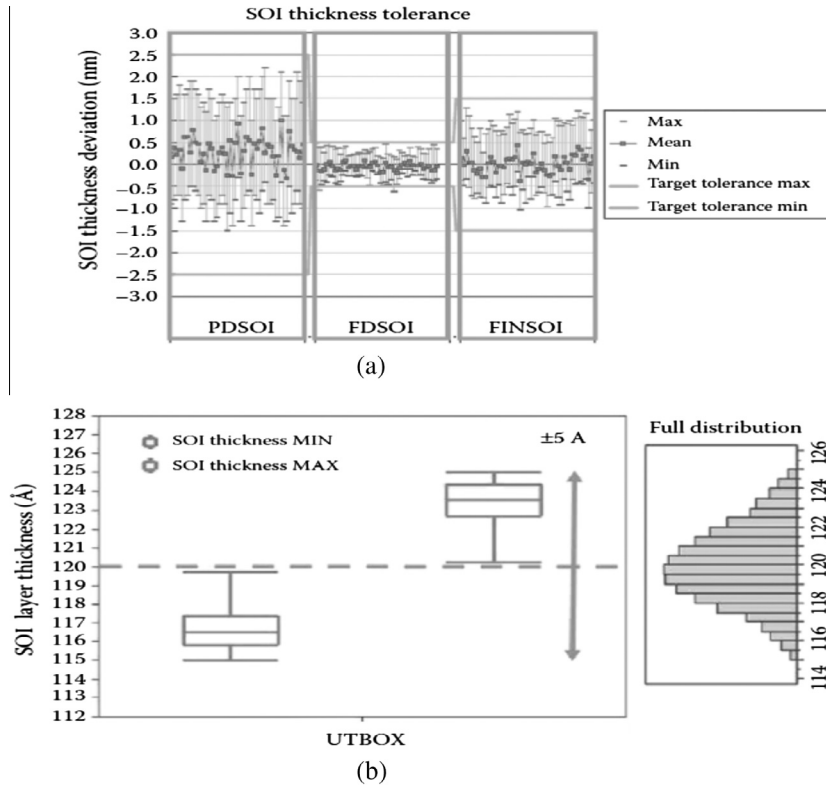 SOI thickness tolerance
SOI thickness deviation (nm)
3.0
2.5
2.0
1.5
1.0
0.5
0.0
−0.5
−1.0
−1.5
−2.0
−2.5
−3.0
PDSOI
FDSOI
FINSOI
Max
Mean
Min
Target tolerance max
Target tolerance min
(a)
SOI layer thickness (Å)
128
127
126
125
124
123
122
121
120
119
118
117
116
115
114
113
112
SOI thickness MIN
SOI thickness MAX
±5 A
UTBOX
Full distribution
126
124
122
120
118
116
114
(b)